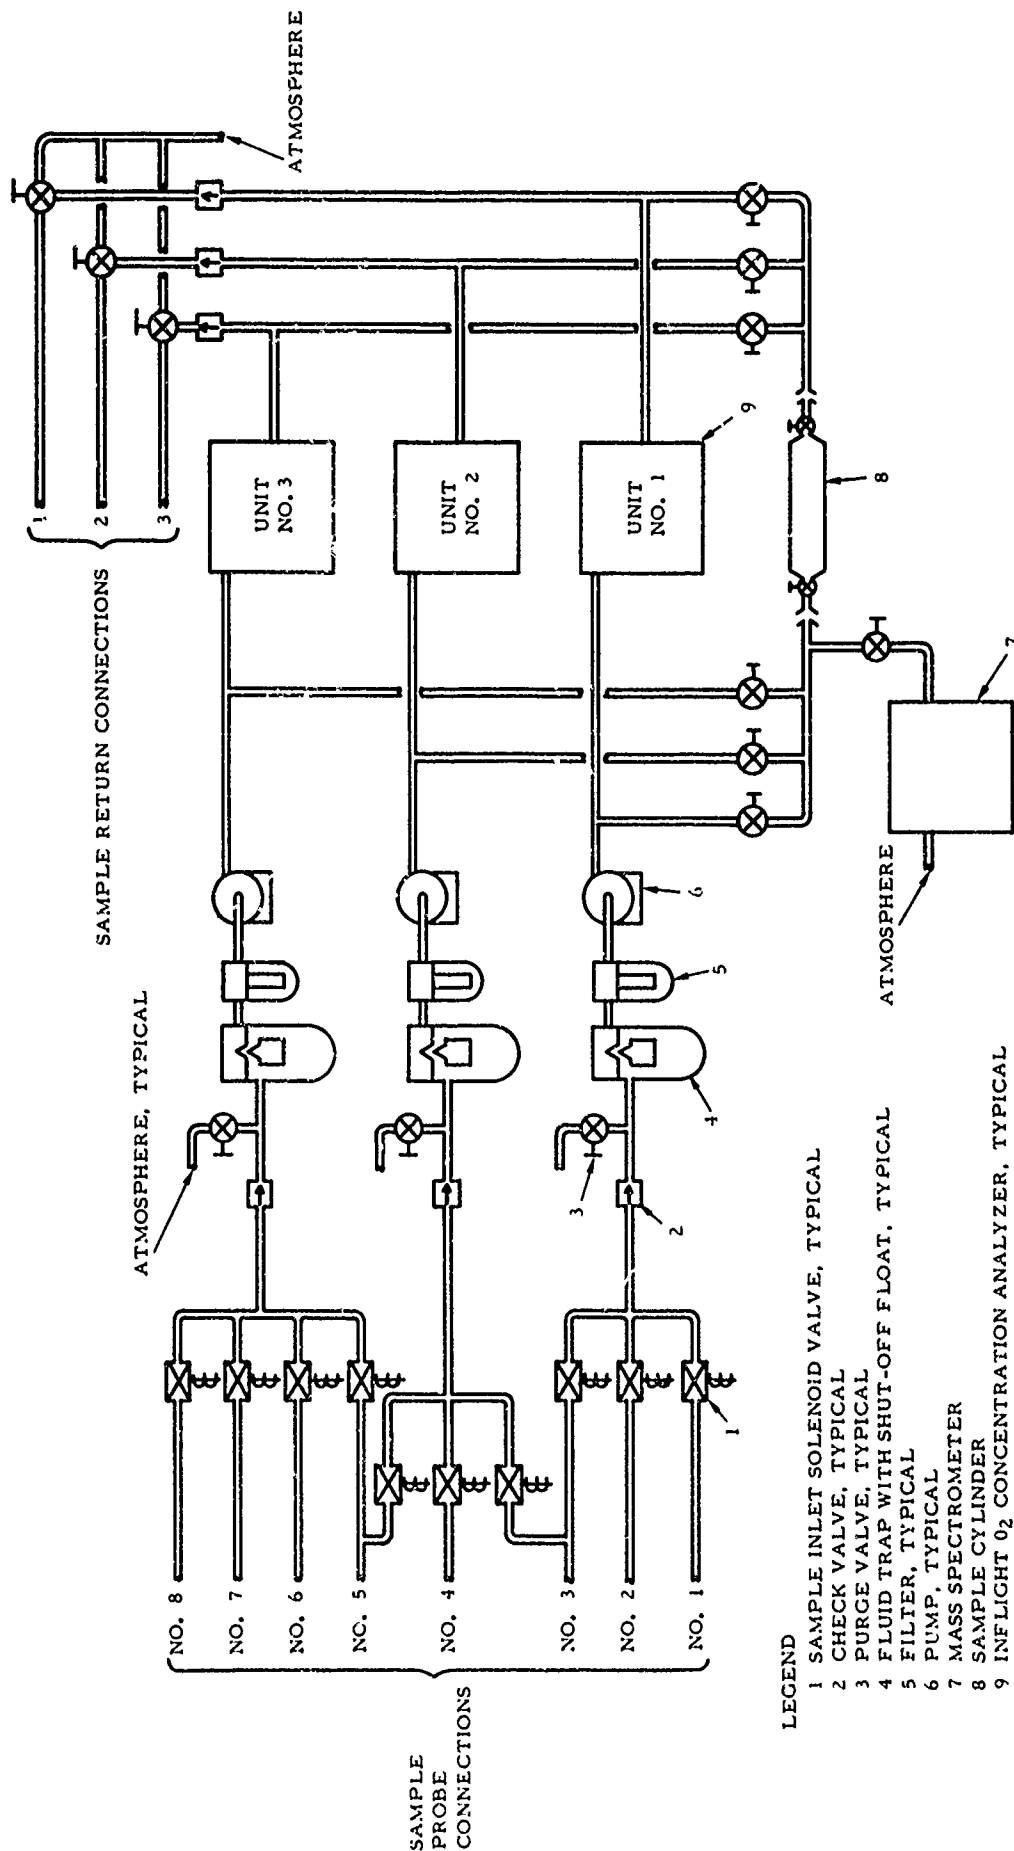 SAMPLE
PROBE
CONNECTIONS
NO. 8
NO. 7
NO. 6
NO. 5
NO. 4
NO. 3
NO. 2
NO. 1
ATMOSPHERE, TYPICAL
SAMPLE RETURN CONNECTIONS
1
2
3
ATMOSPHERE
UNIT
NO. 3
UNIT
NO. 2
UNIT
NO. 1
1
2
3
4
5
6
7
8
9
ATMOSPHERE
LEGEND
1 SAMPLE INLET SOLENOID VALVE, TYPICAL
2 CHECK VALVE, TYPICAL
3 PURGE VALVE, TYPICAL
4 FLUID TRAP WITH SHUT-OFF FLOAT, TYPICAL
5 FILTER, TYPICAL
6 PUMP, TYPICAL
7 MASS SPECTROMETER
8 SAMPLE CYLINDER
9 INFLIGHT O₂ CONCENTRATION ANALYZER, TYPICAL